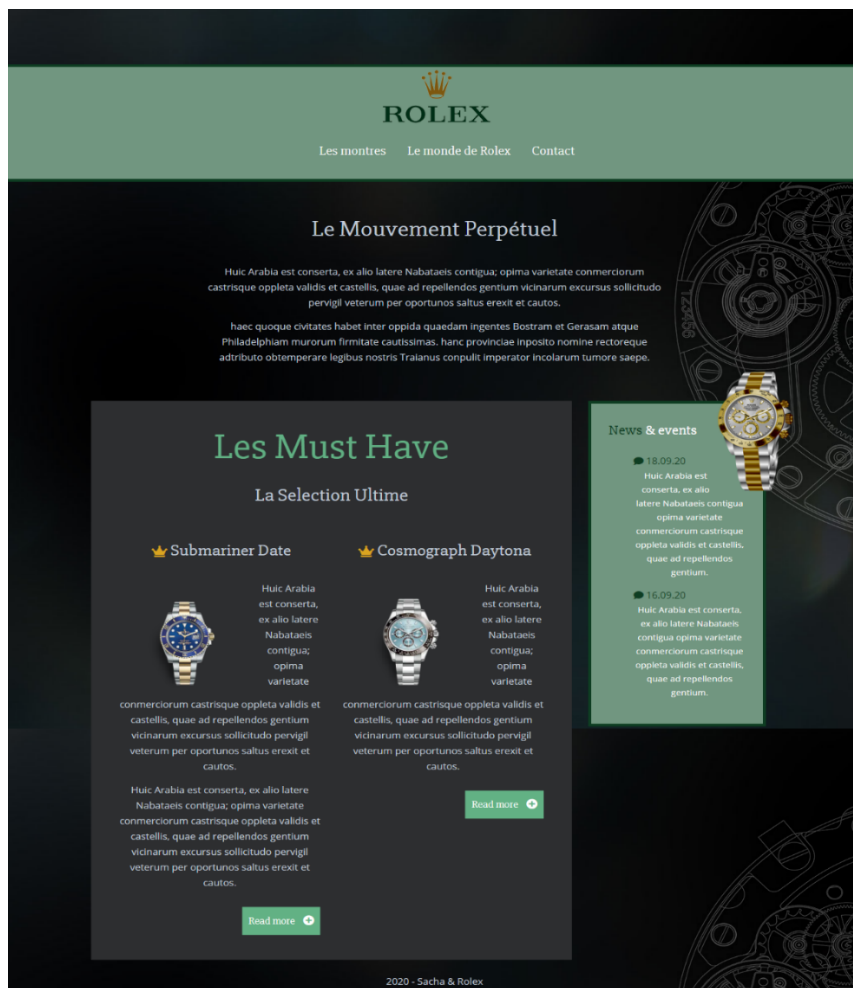 ROLEX
Les montres Le monde de Rolex Contact
Le Mouvement Perpétuel
Huic Arabia est conserta, ex alio latere Nabataeis contigua; opima varietate conmerciorum
castrisque oppleta validis et castellis, quae ad repellendos gentium vicinarum excursus sollicitudo
pervigil veterum per oportunos saltus erexit et cautos.
haec quoque civitates habet inter oppida quaedam ingentes Bostram et Gerasam atque
Philadelphiam murorum firmitate cautissimas. hanc provinciae inposito nomine rectoreque
adtributo obtemperare legibus nostris Traianus conpulit imperator incolarum tumore saepe.
Les Must Have
La Selection Ultime
Submariner Date
Huic Arabia
est conserta,
ex alio latere
Nabataeis
contigua;
opima
varietate
conmerciorum castrisque oppleta validis et
castellis, quae ad repellendos gentium
vicinarum excursus sollicitudo pervigil
veterum per oportunos saltus erexit et
cautos.
Huic Arabia est conserta, ex alio latere
Nabataeis contigua; opima varietate
conmerciorum castrisque oppleta validis et
castellis, quae ad repellendos gentium
vicinarum excursus sollicitudo pervigil
veterum per oportunos saltus erexit et
cautos.
Read more
Cosmograph Daytona
Huic Arabia
est conserta,
ex alio latere
Nabataeis
contigua;
opima
varietate
conmerciorum castrisque oppleta validis et
castellis, quae ad repellendos gentium
vicinarum excursus sollicitudo pervigil
veterum per oportunos saltus erexit et
cautos.
Read more
News & events
18.09.20
Huic Arabia est
conserta, ex alio
latere Nabataeis contigua
opima varietate
conmerciorum castrisque
oppleta validis et castellis,
quae ad repellendos
gentium.
16.09.20
Huic Arabia est conserta,
ex alio latere Nabataeis
contigua opima varietate
conmerciorum castrisque
oppleta validis et castellis,
quae ad repellendos
gentium.
2020 - Sacha & Rolex